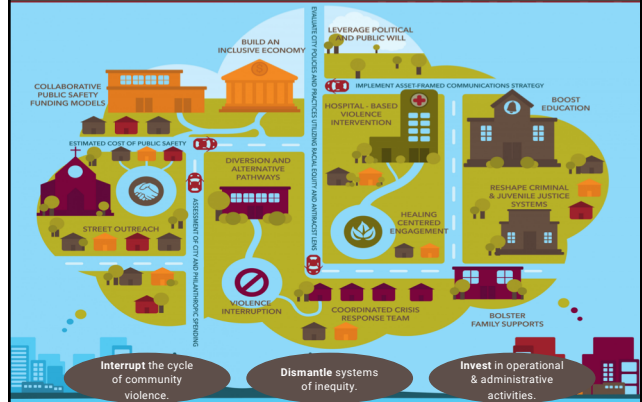 LEVERAGE POLITICAL
AND PUBLIC WILL
BUILD AN
INCLUSIVE ECONOMY
EVALUATE CITY POLICIES AND PRACTICES UTILIZING RACIAL EQUITY AND ANTIRACIST LENS
COLLABORATIVE
PUBLIC SAFETY
FUNDING MODELS
IMPLEMENT ASSET-FRAMED COMMUNICATIONS STRATEGY
HOSPITAL - BASED
VIOLENCE
INTERVENTION
BOOST
EDUCATION
ESTIMATED COST OF PUBLIC SAFETY
DIVERSION AND
ALTERNATIVE
PATHWAYS
ASSESSMENT OF CITY AND PHILANTHROPIC SPENDING
RESHAPE CRIMINAL
& JUVENILE JUSTICE
SYSTEMS
HEALING
CENTERED
ENGAGEMENT
STREET OUTREACH
VIOLENCE
INTERRUPTION
COORDINATED CRISIS
RESPONSE TEAM
BOLSTER
FAMILY SUPPORTS
Interrupt the cycle
of community
violence.
Dismantle systems
of inequity.
Invest in operational
& administrative
activities.